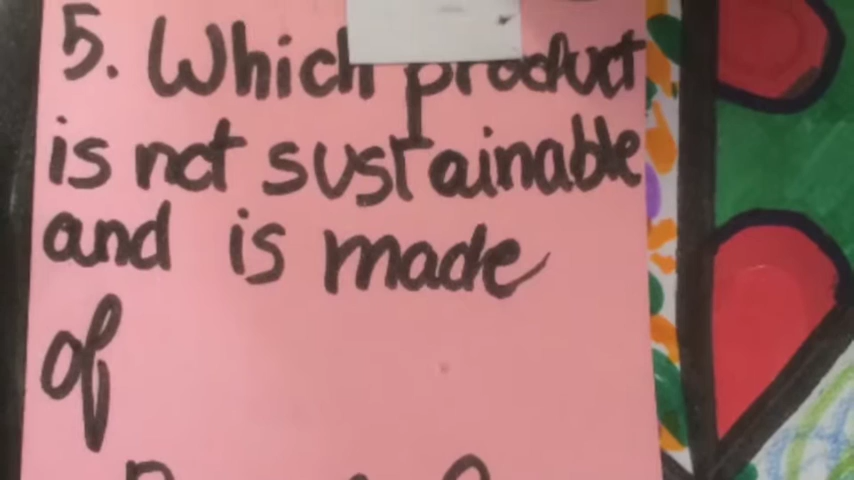 5. Which product
is not sustainable
and is made
of